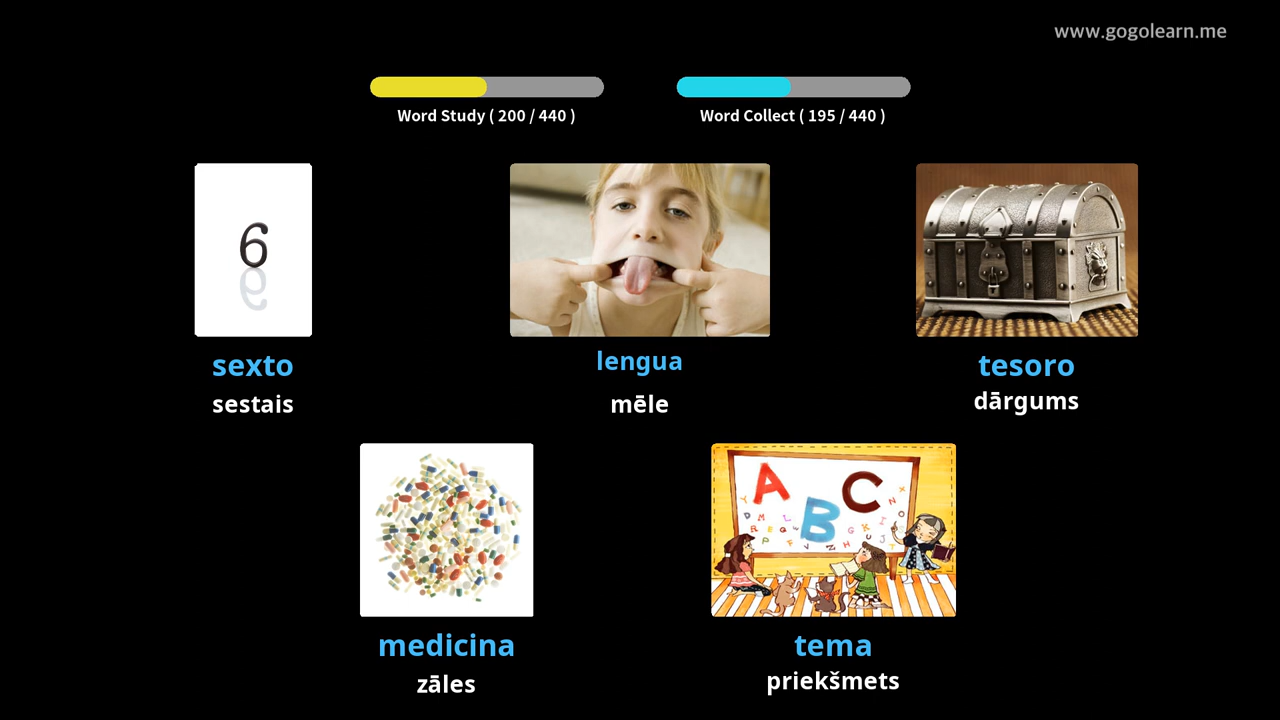 www.gogolearn.me
Word Study ( 200 / 440 )
Word Collect ( 195 / 440 )
6
sexto
sestais
lengua
mēle
tesoro
dārgums
A B C
medicina
zāles
tema
priekšmets